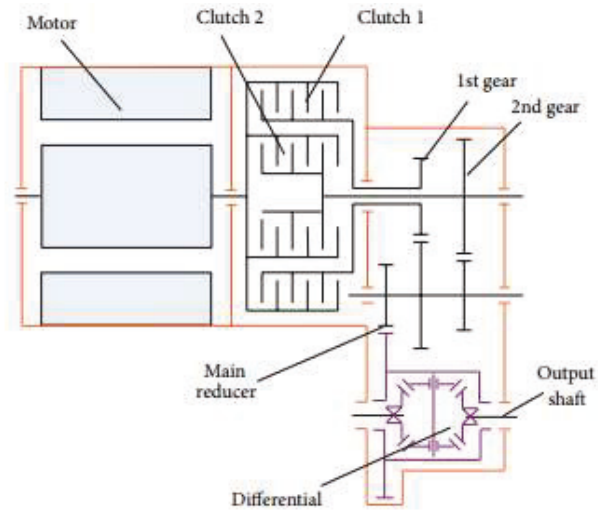 Motor
Clutch 2
Clutch 1
1st gear
2nd gear
Main
reducer
Output
shaft
Differential